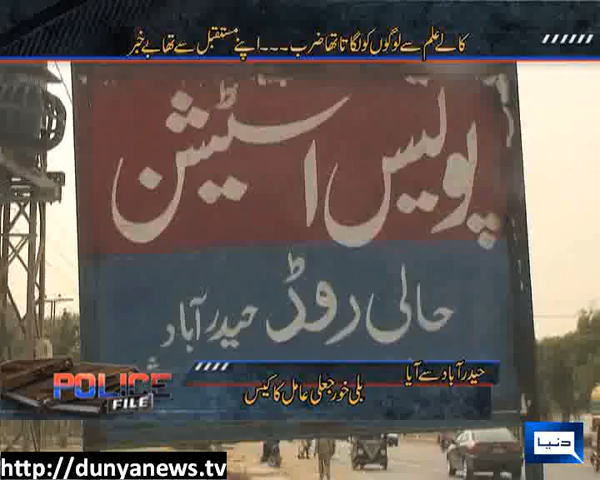 کالے علم سے لوگوں کو لگاتا تھا ضرب ۔۔۔ اپنے مستقبل سے تھا بے خبر
پولیس اسٹیشن
حالی روڈ حیدرآباد
حیدرآباد سے آیا
بلی خور جعلی عامل کا کیس
POLICE
FILE
دنیا
http://dunyanews.tv